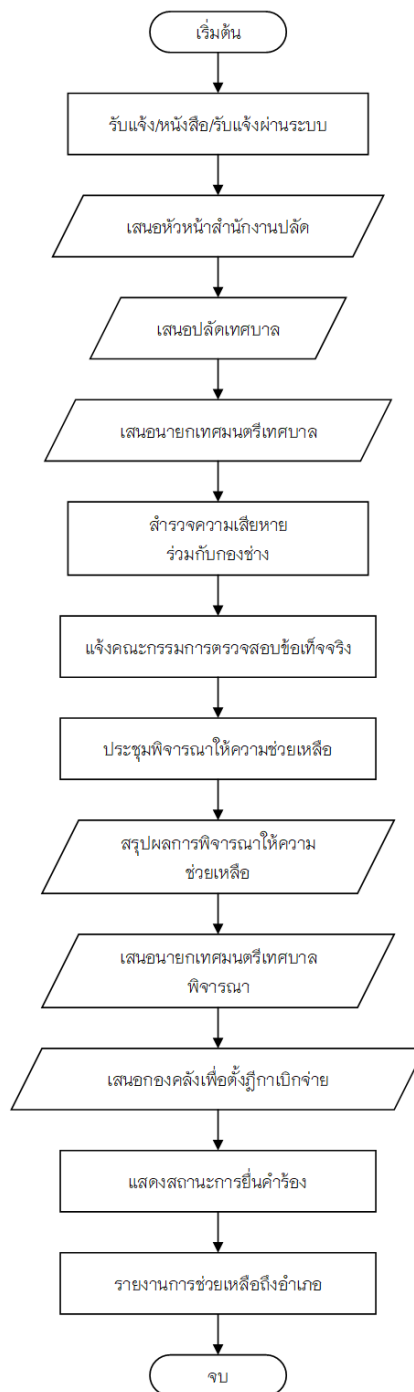 เริ่มต้น
รับแจ้ง/หนังสือ/รับแจ้งผ่านระบบ
เสนอหัวหน้าสำนักงานปลัด
เสนอปลัดเทศบาล
เสนอนายกเทศมนตรีเทศบาล
สำรวจความเสียหาย
ร่วมกับกองช่าง
แจ้งคณะกรรมการตรวจสอบข้อเท็จจริง
ประชุมพิจารณาให้ความช่วยเหลือ
สรุปผลการพิจารณาให้ความ
ช่วยเหลือ
เสนอนายกเทศมนตรีเทศบาล
พิจารณา
เสนอกองคลังเพื่อตั้งฎีกาเบิกจ่าย
แสดงสถานะการยื่นคำร้อง
รายงานการช่วยเหลือถึงอำเภอ
จบ